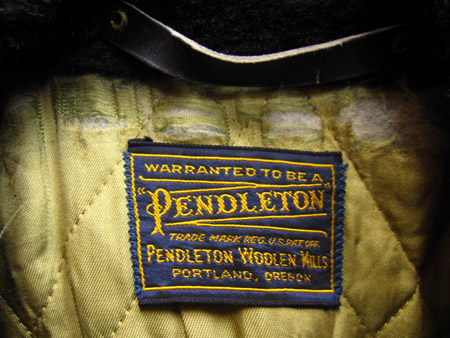 WARRANTED TO BE A
"PENDLETON"
TRADE MARK REG. U.S. PAT. OFF.
PENDLETON WOOLEN MILLS
PORTLAND, OREGON